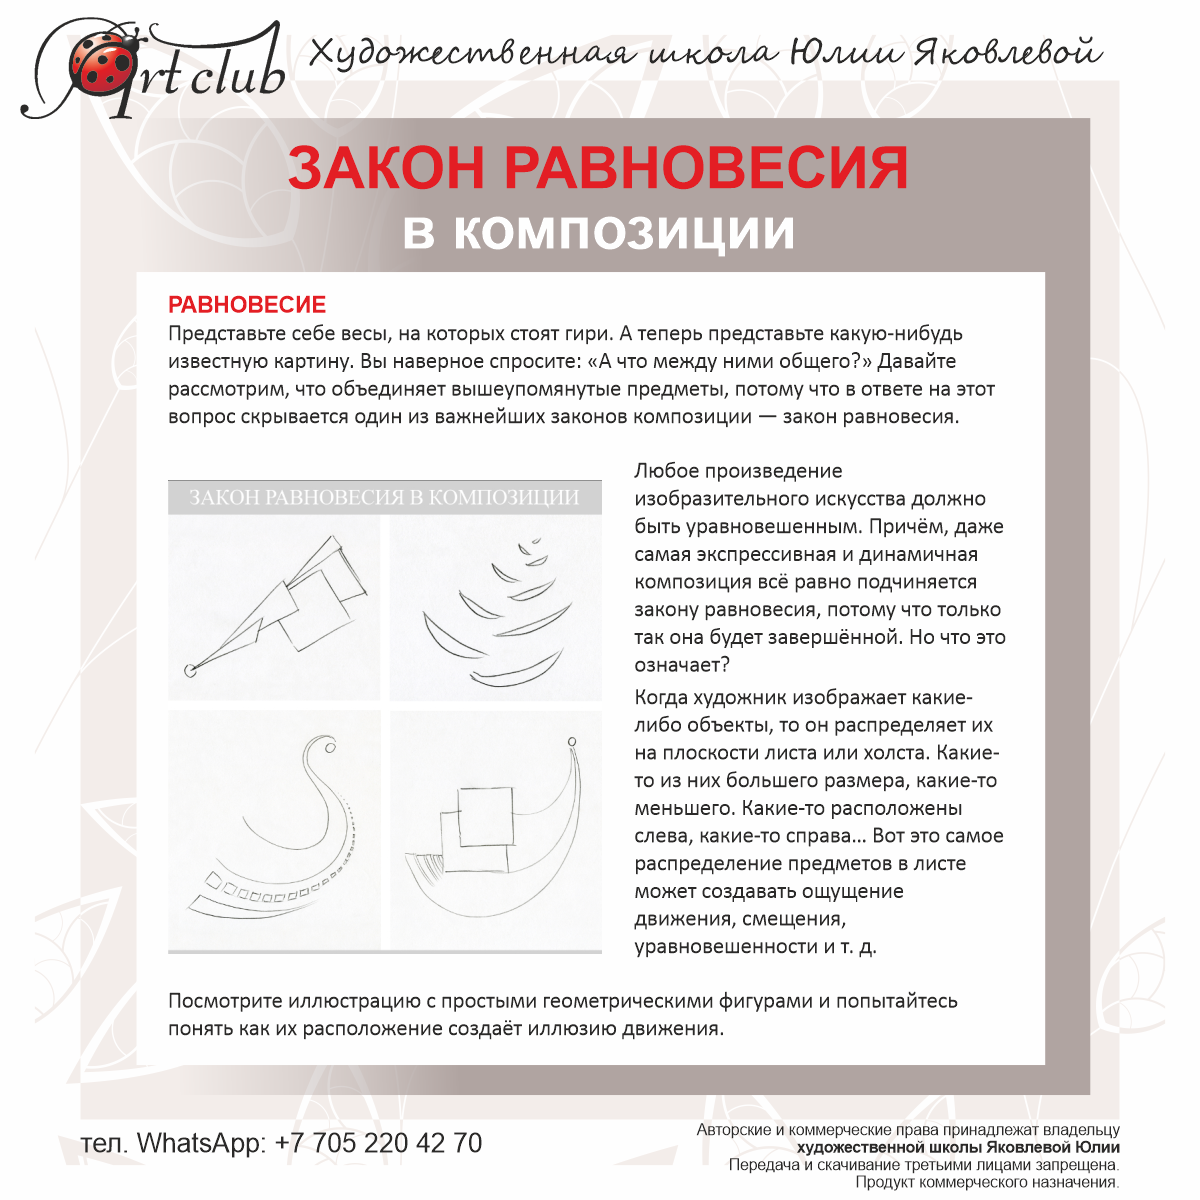 Art club
Художественная школа Юлии Яковлевой
ЗАКОН РАВНОВЕСИЯ
в композиции
РАВНОВЕСИЕ
Представьте себе весы, на которых стоят гири. А теперь представьте какую-нибудь
известную картину. Вы наверное спросите: «А что между ними общего?» Давайте
рассмотрим, что объединяет вышеупомянутые предметы, потому что в ответе на этот
вопрос скрывается один из важнейших законов композиции — закон равновесия.
ЗАКОН РАВНОВЕСИЯ В КОМПОЗИЦИИ
Любое произведение
изобразительного искусства должно
быть уравновешенным. Причём, даже
самая экспрессивная и динамичная
композиция всё равно подчиняется
закону равновесия, потому что только
так она будет завершённой. Но что это
означает?
Когда художник изображает какие-
либо объекты, то он распределяет их
на плоскости листа или холста. Какие-
то из них большего размера, какие-то
меньшего. Какие-то расположены
слева, какие-то справа... Вот это самое
распределение предметов в листе
может создавать ощущение
движения, смещения,
уравновешенности и т. д.
Посмотрите иллюстрацию с простыми геометрическими фигурами и попытайтесь
понять как их расположение создаёт иллюзию движения.
тел. WhatsApp: +7 705 220 42 70
Авторские и коммерческие права принадлежат владельцу
художественной школы Яковлевой Юлии
Передача и скачивание третьими лицами запрещена.
Продукт коммерческого назначения.